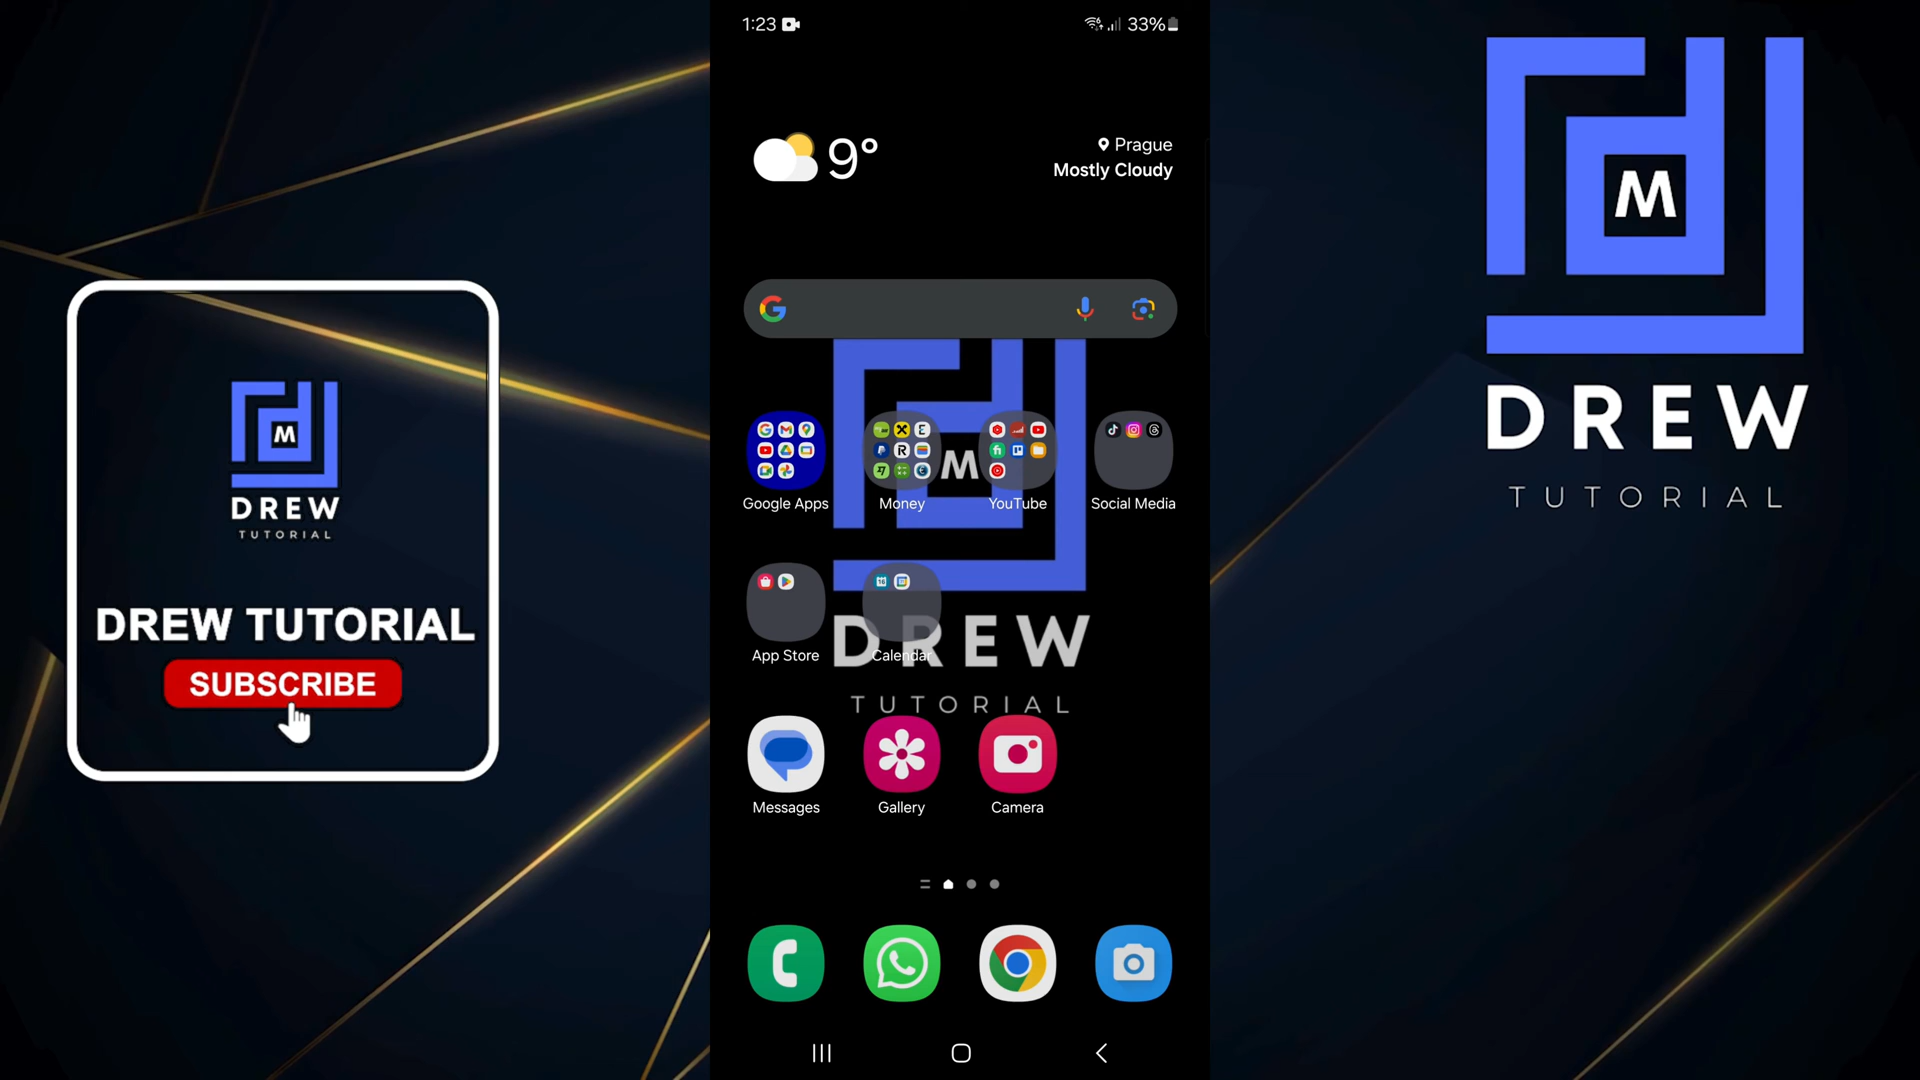 1:23
33%
9°
Prague
Mostly Cloudy
M
DREW
TUTORIAL
Google Apps
Money
YouTube
Social Media
M
App Store
Calendar
DREW
TUTORIAL
Messages
Gallery
Camera
M
DREW
TUTORIAL
DREW TUTORIAL
SUBSCRIBE